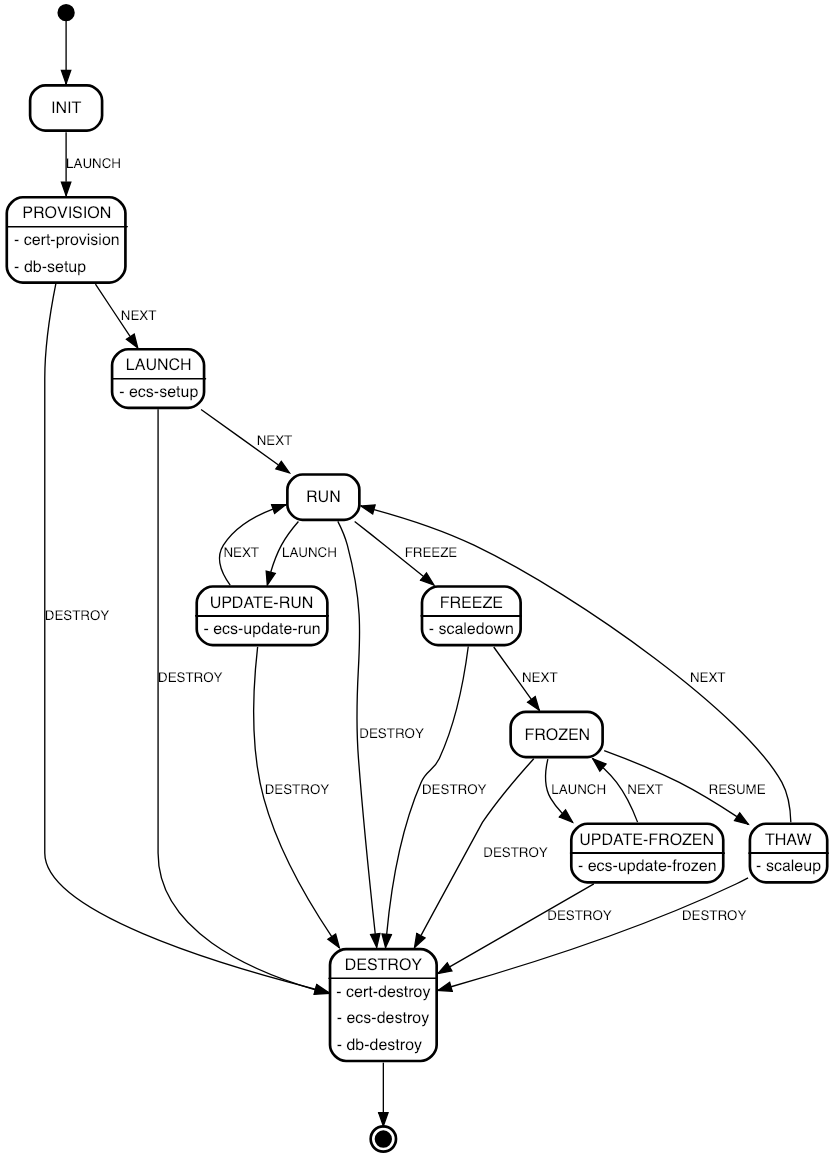 INIT
LAUNCH
PROVISION
- cert-provision
- db-setup
NEXT
LAUNCH
- ecs-setup
NEXT
RUN
NEXT
LAUNCH
FREEZE
UPDATE-RUN
- ecs-update-run
FREEZE
- scaledown
DESTROY
DESTROY
NEXT
NEXT
DESTROY
FROZEN
DESTROY
DESTROY
LAUNCH
NEXT
RESUME
UPDATE-FROZEN
- ecs-update-frozen
THAW
- scaleup
DESTROY
DESTROY
DESTROY
DESTROY
- cert-destroy
- ecs-destroy
- db-destroy